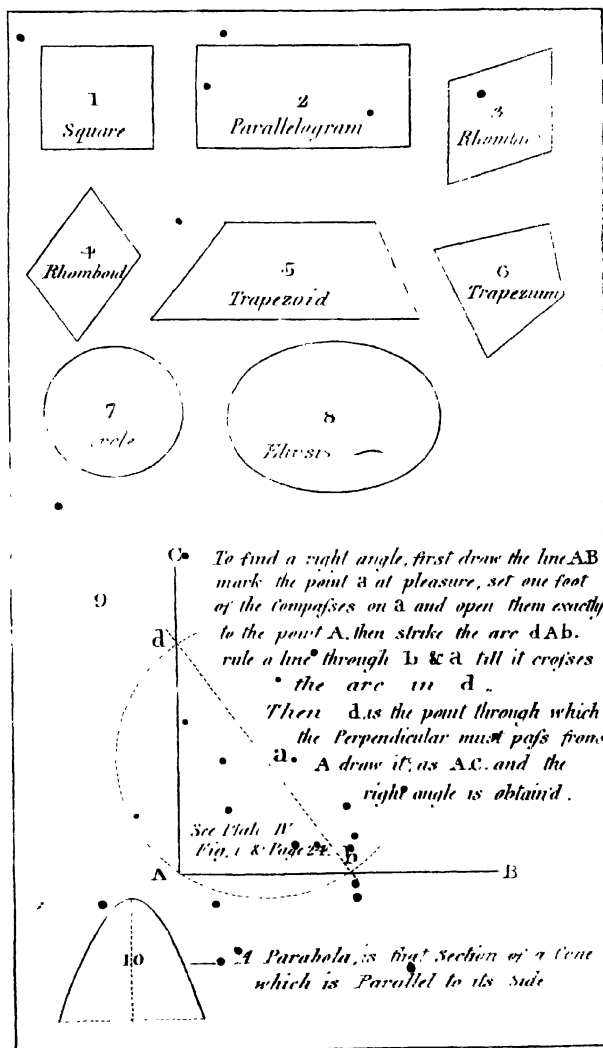 1
Square
2
Parallelogram
3
4
Rhomboid
5
Trapezoid
6
Trapezium
7
8
9
C
To find a right angle, first draw the line AB
mark the point a at pleasure, set one foot
of the Compaſses on a and open them exactly
to the point A, then strike the arc dAb.
rule a line through b & a till it croſses
the arc in d.
Then d, is the point through which
the Perpendicular must paſs from
A draw it, as A.C. and the
right angle is obtain'd.
d
a
See Plate IV
Fig. 1 & Page 24.
b
A
B
10
A Parabola, is that Section of a Cone
which is Parallel to its Side